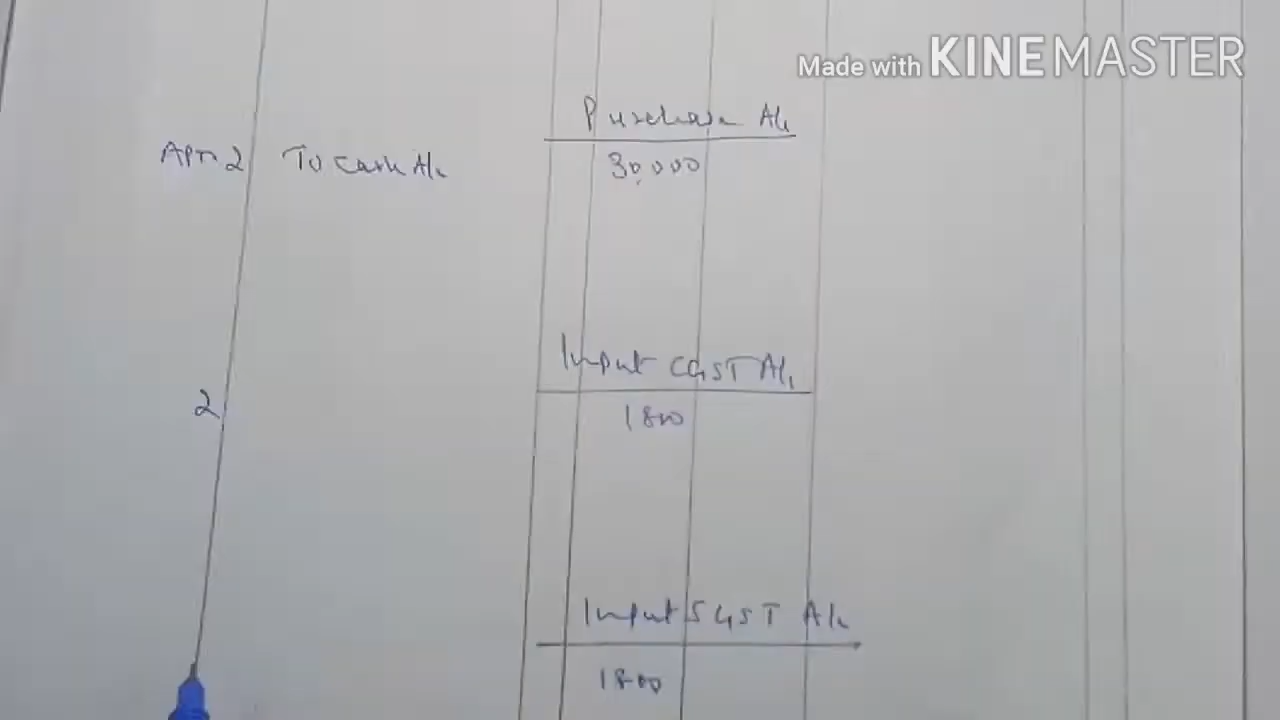 Made with KINEMASTER
Purchase A/c
Apr 2 To Cash A/c 30,000
Input CGST A/c
2 1800
Input SGST A/c
1800